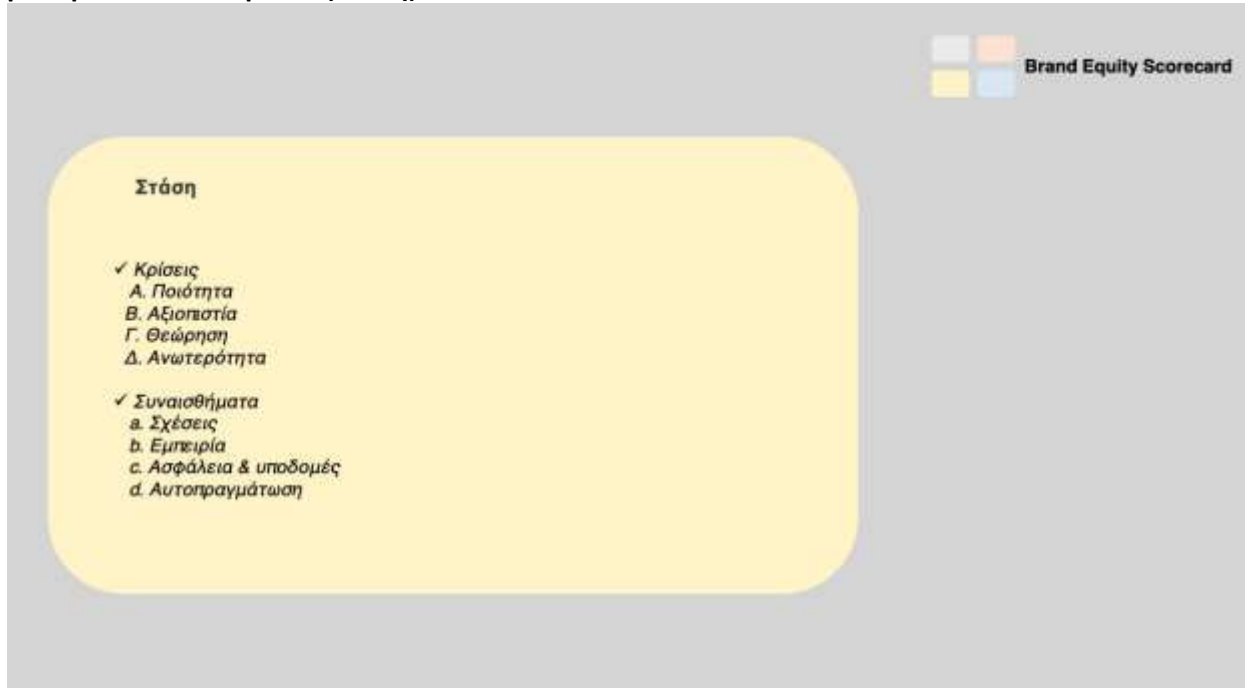 Brand Equity Scorecard
Στάση
✓ Κρίσεις
Α. Ποιότητα
Β. Αξιοπιστία
Γ. Θεώρηση
Δ. Ανωτερότητα
✓ Συναισθήματα
a. Σχέσεις
b. Εμπειρία
c. Ασφάλεια & υποδομές
d. Αυτοπραγμάτωση